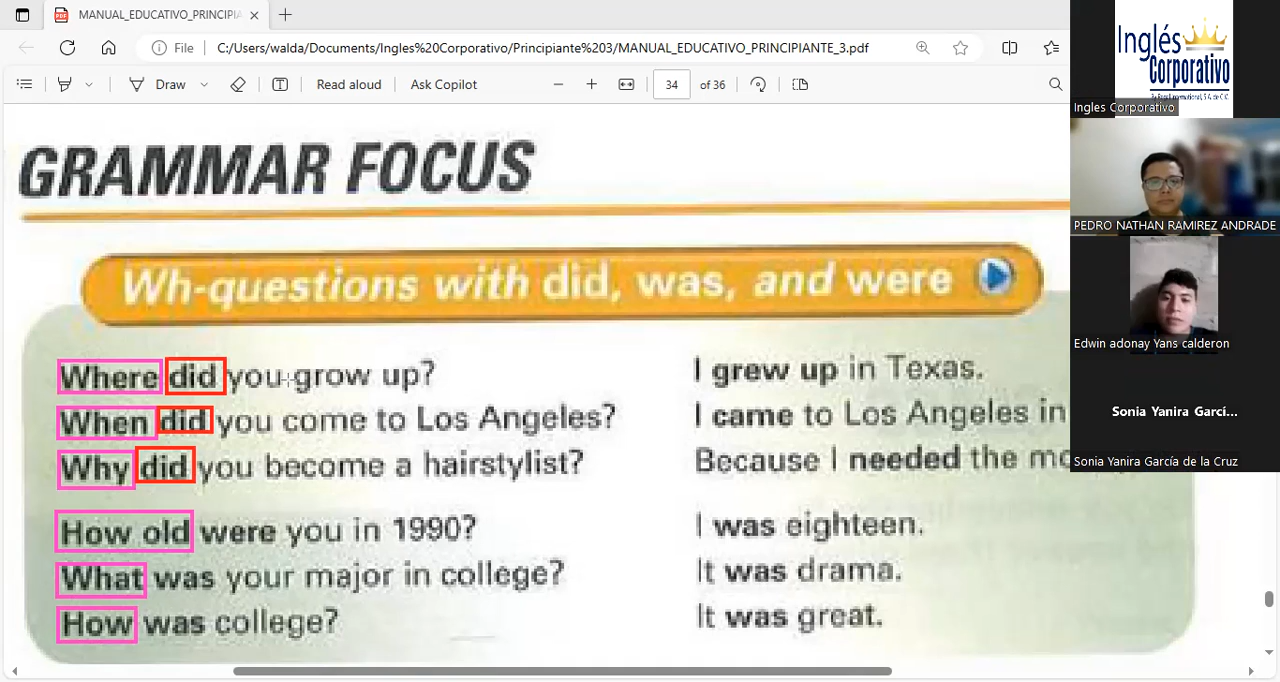 MANUAL_EDUCATIVO_PRINCIPIA
File C:/Users/walda/Documents/Ingles%20Corporativo/Principiante%203/MANUAL_EDUCATIVO_PRINCIPIANTE_3.pdf
Draw Read aloud Ask Copilot 34 of 36
GRAMMAR FOCUS
Wh-questions with did, was, and were
Where did you grow up? I grew up in Texas.
When did you come to Los Angeles? I came to Los Angeles in
Why did you become a hairstylist? Because I needed the
How old were you in 1990? I was eighteen.
What was your major in college? It was drama.
How was college? It was great.
Inglés
Corporativo
Ingles Corporativo
PEDRO NATHAN RAMIREZ ANDRADE
Edwin adonay Yans calderon
Sonia Yanira Garcí...
Sonia Yanira García de la Cruz